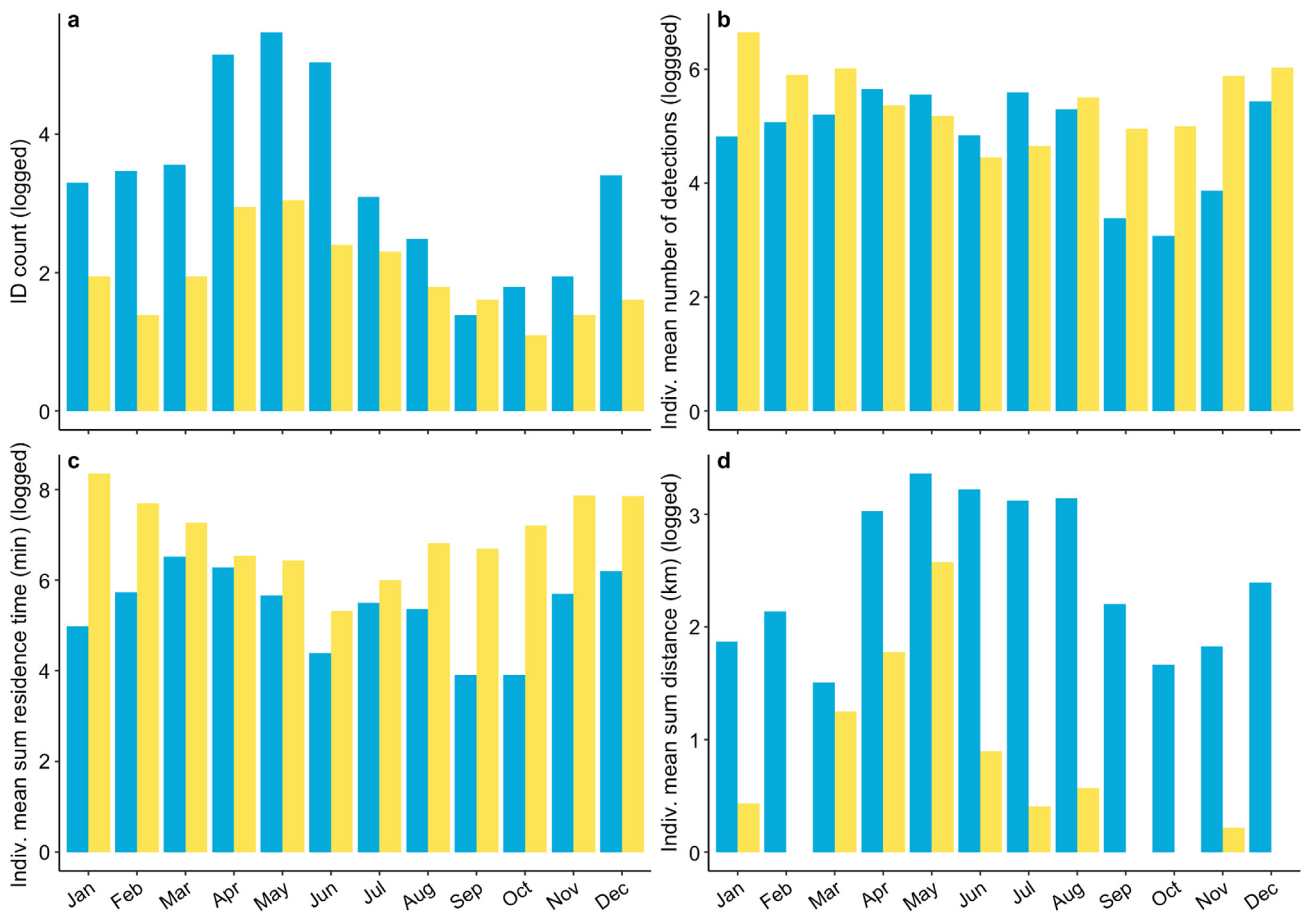 a
ID count (logged)
4
2
0
b
Indiv. mean number of detections (loggged)
6
4
2
0
c
Indiv. mean sum residence time (min) (logged)
8
6
4
2
0
Jan Feb Mar Apr May Jun Jul Aug Sep Oct Nov Dec
d
Indiv. mean sum distance (km) (logged)
3
2
1
0
Jan Feb Mar Apr May Jun Jul Aug Sep Oct Nov Dec